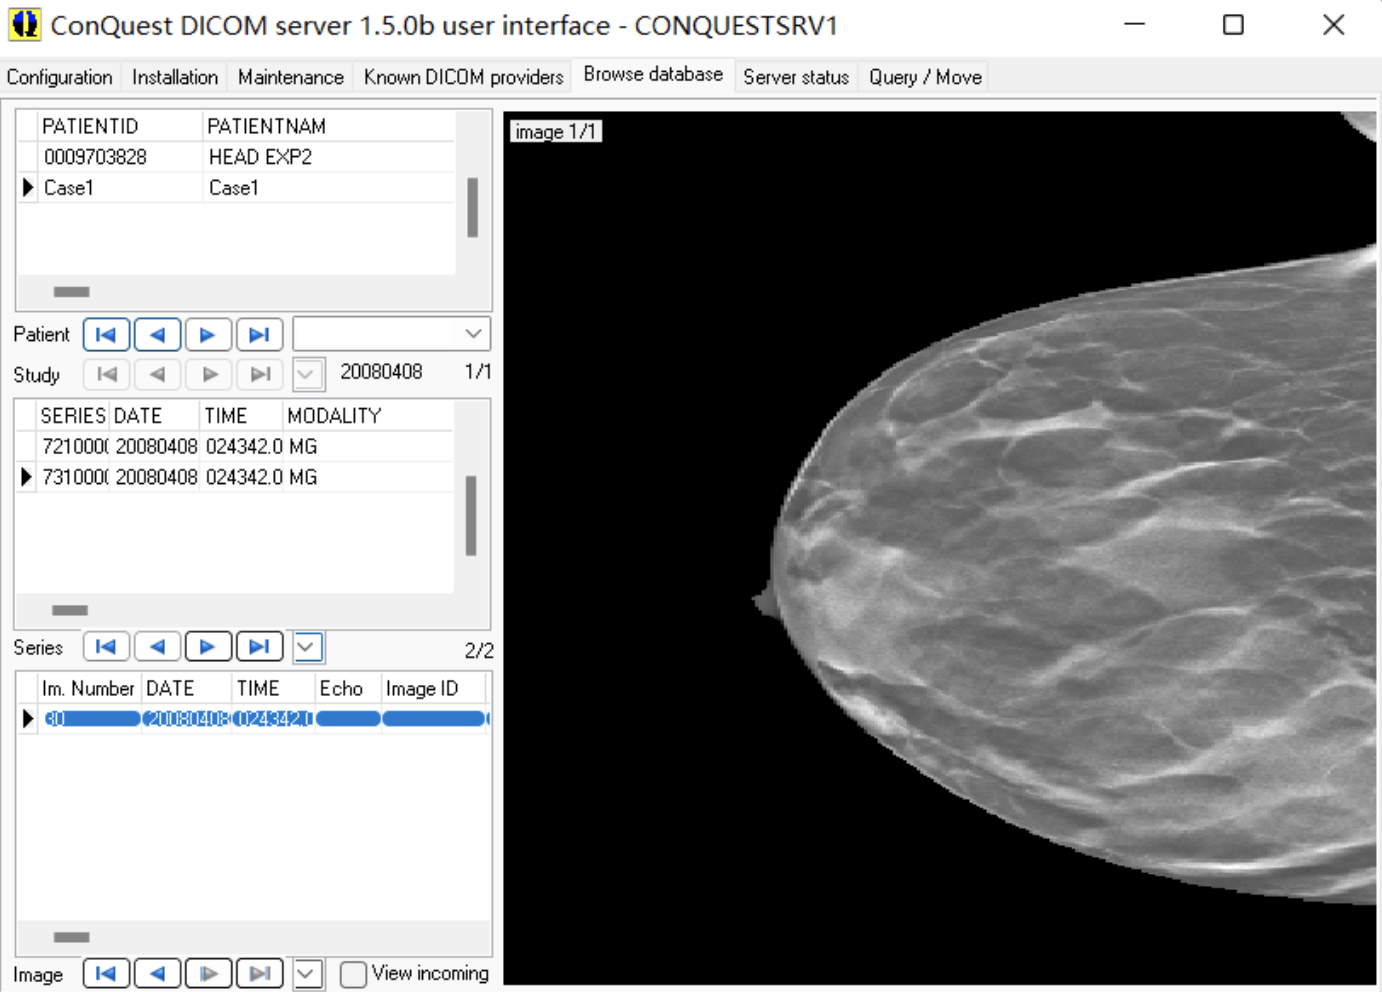 ConQuest DICOM server 1.5.0b user interface - CONQUESTSRV1
Configuration Installation Maintenance Known DICOM providers Browse database Server status Query / Move
PATIENTID PATIENTNAM
0009703828 HEAD EXP2
Case1 Case1
Patient
Study 20080408 1/1
SERIES DATE TIME MODALITY
7210000 20080408 024342.0 MG
7310000 20080408 024342.0 MG
Series 2/2
Im. Number DATE TIME Echo Image ID
30 20080408 024342.0
Image View incoming
image 1/1